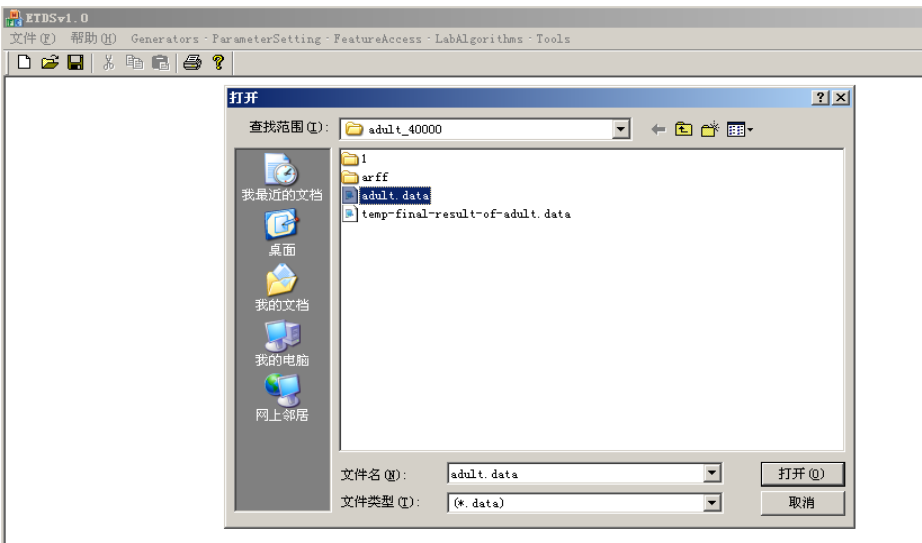 ETDSv1.0
文件(F) 帮助(H) Generators - ParameterSetting - FeatureAccess - LabAlgorithms - Tools
打开
查找范围(I): adult_40000
1
arff
adult.data
temp-final-result-of-adult.data
我最近的文档
桌面
我的文档
我的电脑
网上邻居
文件名(N): adult.data 打开(O)
文件类型(T): (*.data) 取消